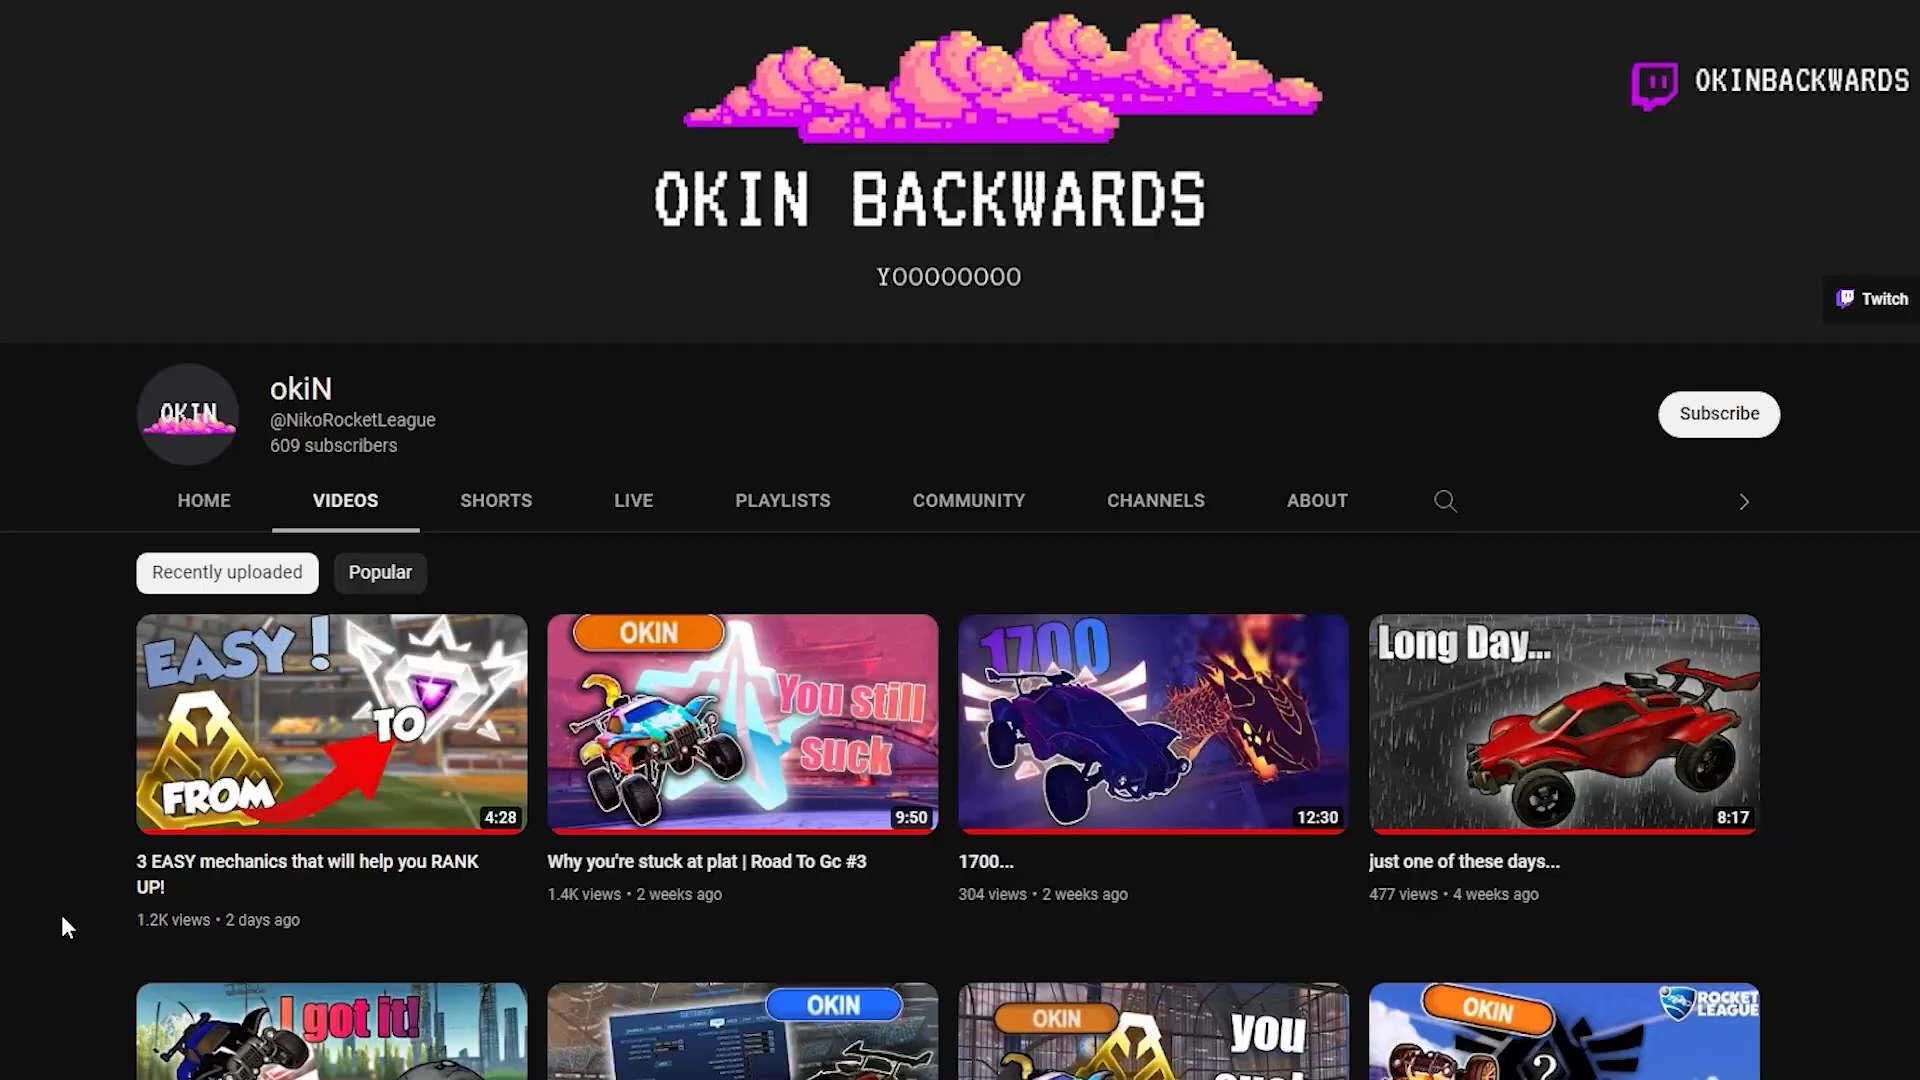 OKINBACKWARDS
OKIN BACKWARDS
YOOOOOOOO
Twitch
OKIN
okiN
@NikoRocketLeague
609 subscribers
Subscribe
HOME VIDEOS SHORTS LIVE PLAYLISTS COMMUNITY CHANNELS ABOUT
Recently uploaded Popular
EASY!
TO
FROM
4:28
OKIN
You still
suck
9:50
1700
12:30
Long Day...
8:17
3 EASY mechanics that will help you RANK
UP!
1.2K views • 2 days ago
Why you're stuck at plat | Road To Gc #3
1.4K views • 2 weeks ago
1700...
304 views • 2 weeks ago
just one of these days...
477 views • 4 weeks ago
I got it!
OKIN
OKIN
you
OKIN
ROCKET
LEAGUE
?